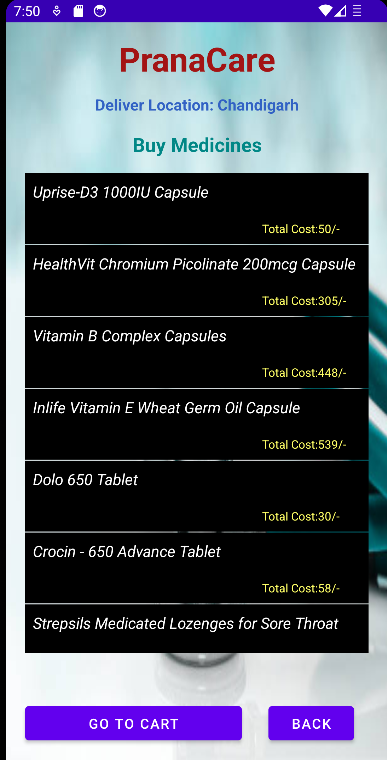 7:50
PranaCare
Deliver Location: Chandigarh
Buy Medicines
Uprise-D3 1000IU Capsule
Total Cost:50/-
HealthVit Chromium Picolinate 200mcg Capsule
Total Cost:305/-
Vitamin B Complex Capsules
Total Cost:448/-
Inlife Vitamin E Wheat Germ Oil Capsule
Total Cost:539/-
Dolo 650 Tablet
Total Cost:30/-
Crocin - 650 Advance Tablet
Total Cost:58/-
Strepsils Medicated Lozenges for Sore Throat
GO TO CART
BACK